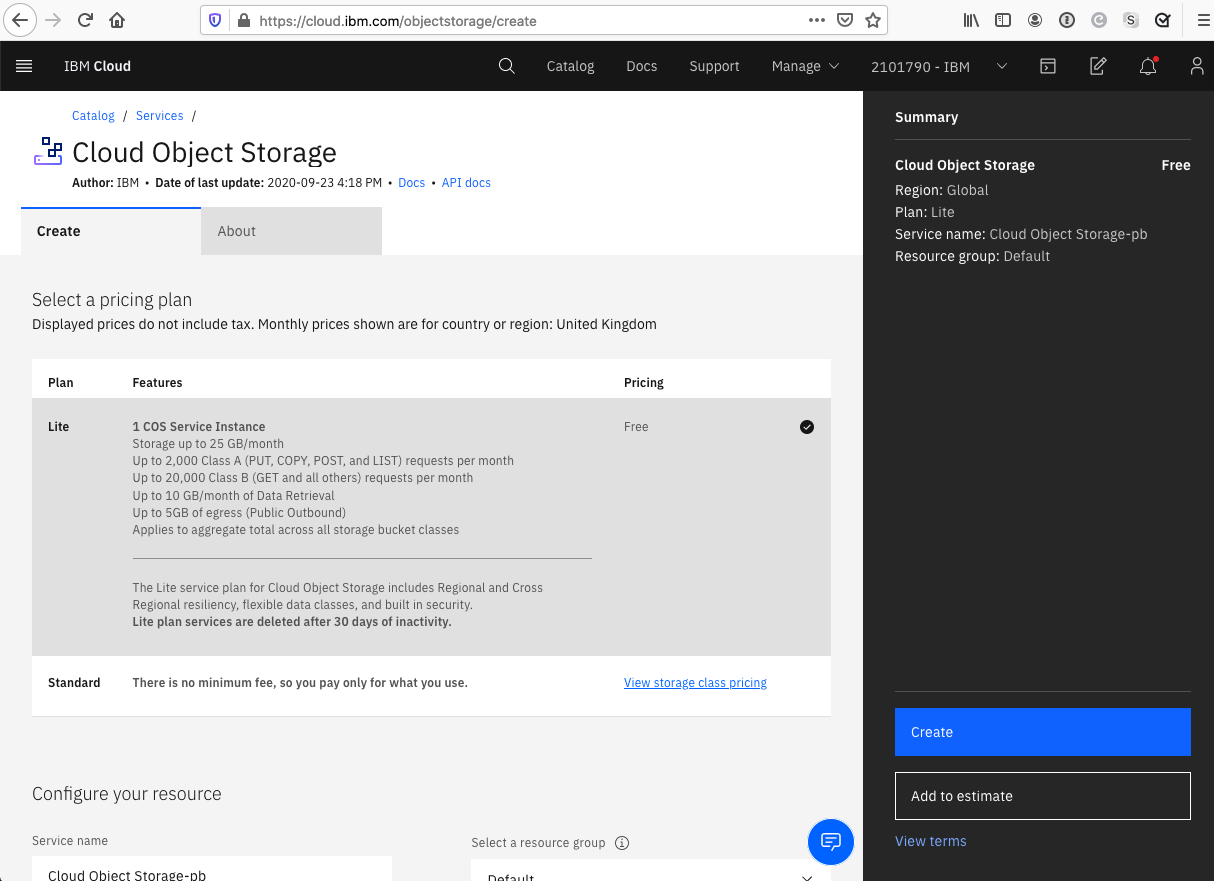 https://cloud.ibm.com/objectstorage/create
IBM Cloud
Catalog
Docs
Support
Manage
2101790 - IBM
Catalog / Services /
Cloud Object Storage
Author: IBM • Date of last update: 2020-09-23 4:18 PM • Docs • API docs
Create
About
Select a pricing plan
Displayed prices do not include tax. Monthly prices shown are for country or region: United Kingdom
Plan
Features
Pricing
Lite
1 COS Service Instance
Free
Storage up to 25 GB/month
Up to 2,000 Class A (PUT, COPY, POST, and LIST) requests per month
Up to 20,000 Class B (GET and all others) requests per month
Up to 10 GB/month of Data Retrieval
Up to 5GB of egress (Public Outbound)
Applies to aggregate total across all storage bucket classes
The Lite service plan for Cloud Object Storage includes Regional and Cross
Regional resiliency, flexible data classes, and built in security.
Lite plan services are deleted after 30 days of inactivity.
Standard
There is no minimum fee, so you pay only for what you use.
View storage class pricing
Configure your resource
Service name
Cloud Object Storage-pb
Select a resource group
Default
Summary
Cloud Object Storage
Free
Region: Global
Plan: Lite
Service name: Cloud Object Storage-pb
Resource group: Default
Create
Add to estimate
View terms